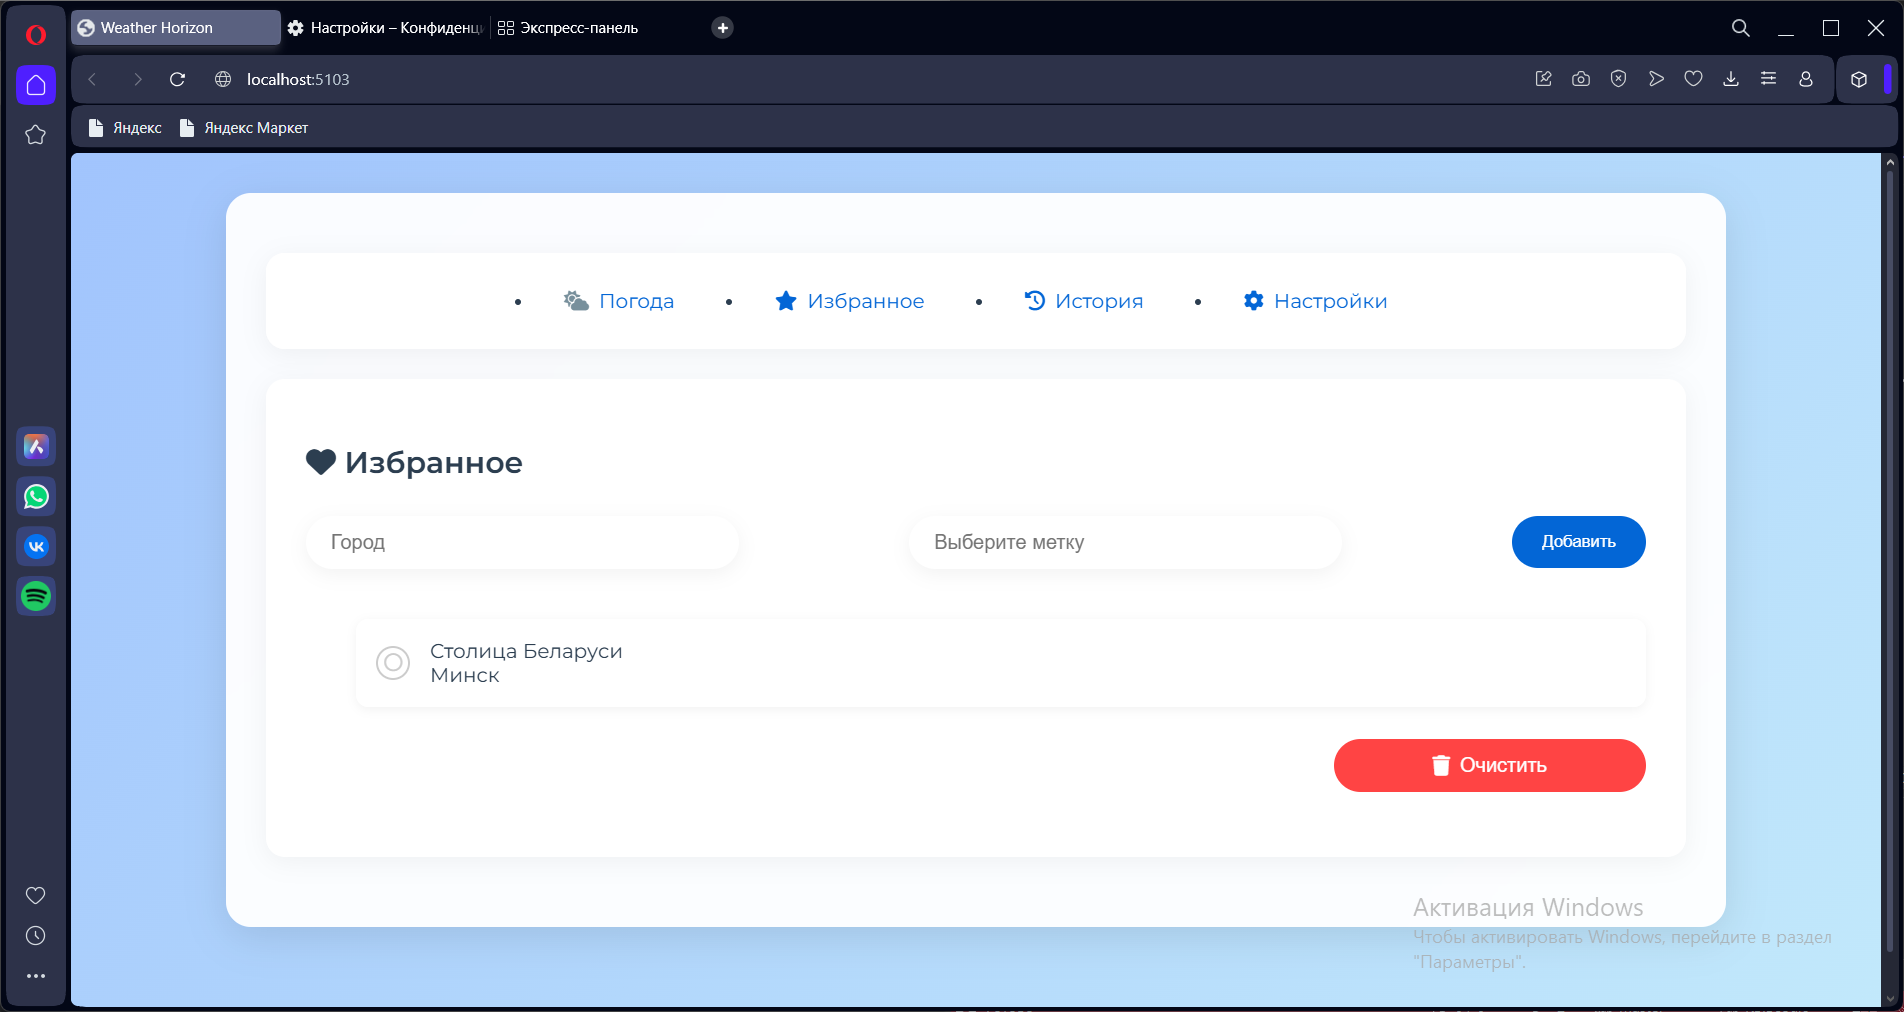 Weather Horizon
Настройки – Конфиденци
Экспресс-панель
localhost:5103
Яндекс
Яндекс Маркет
Погода
Избранное
История
Настройки
Избранное
Город
Выберите метку
Добавить
Столица Беларуси
Минск
Очистить
Активация Windows
Чтобы активировать Windows, перейдите в раздел
"Параметры".